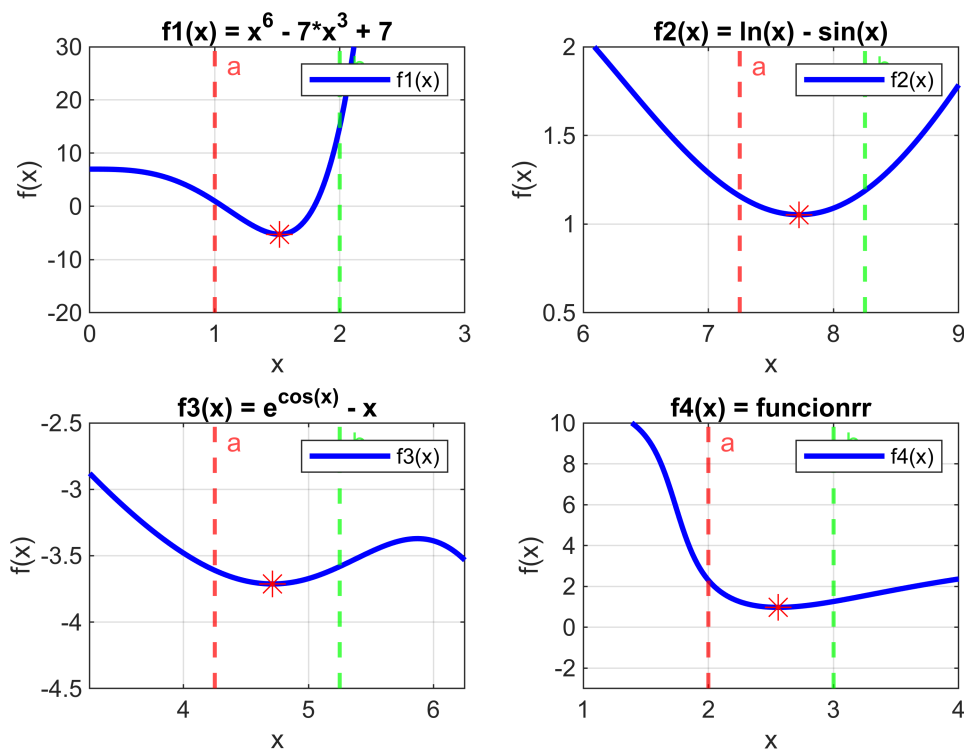 f1(x) = x^6 - 7*x^3 + 7
30
20
10
0
-10
-20
0
1
2
3
f(x)
x
a
f1(x)
f2(x) = ln(x) - sin(x)
2
1.5
1
0.5
6
7
8
9
x
a
f2(x)
f3(x) = e^cos(x) - x
-2.5
-3
-3.5
-4
-4.5
4
5
6
f(x)
x
a
f3(x)
f4(x) = funcionrr
10
8
6
4
2
0
-2
1
2
3
4
f(x)
x
a
f4(x)